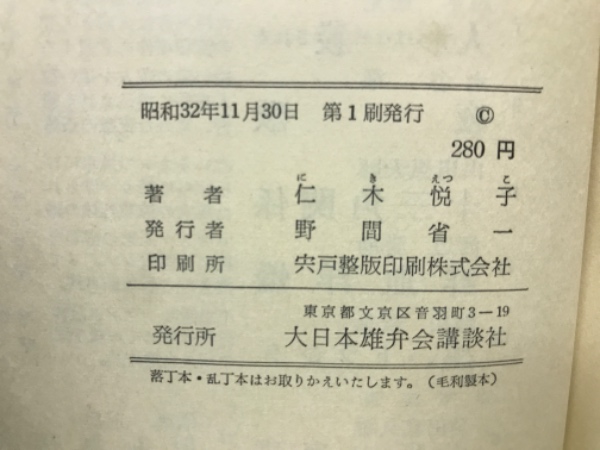 昭和32年11月30日 第1刷発行 ©
280円
に き えつ こ
著者 仁木悦子
発行者 野間省一
印刷所 宍戸整版印刷株式会社
東京都文京区音羽町3―19
発行所 大日本雄弁会講談社
落丁本・乱丁本はお取りかえいたします。(毛利製本)